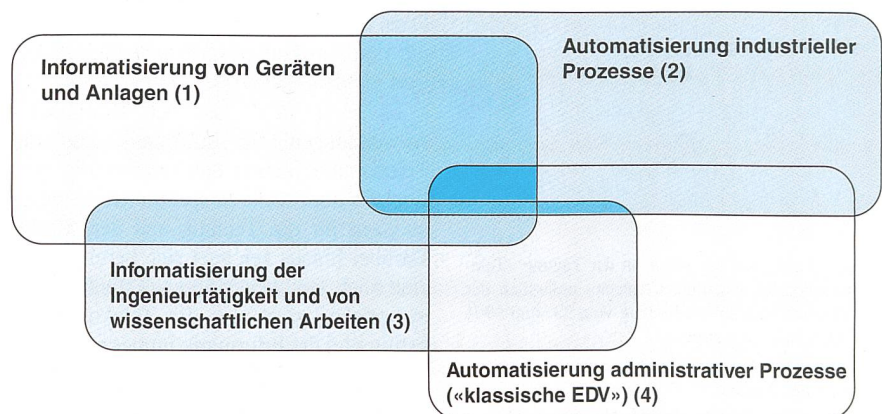 Informatisierung von Geräten
und Anlagen (1)
Automatisierung industrieller
Prozesse (2)
Informatisierung der
Ingenieurtätigkeit und von
wissenschaftlichen Arbeiten (3)
Automatisierung administrativer Prozesse
(«klassische EDV») (4)